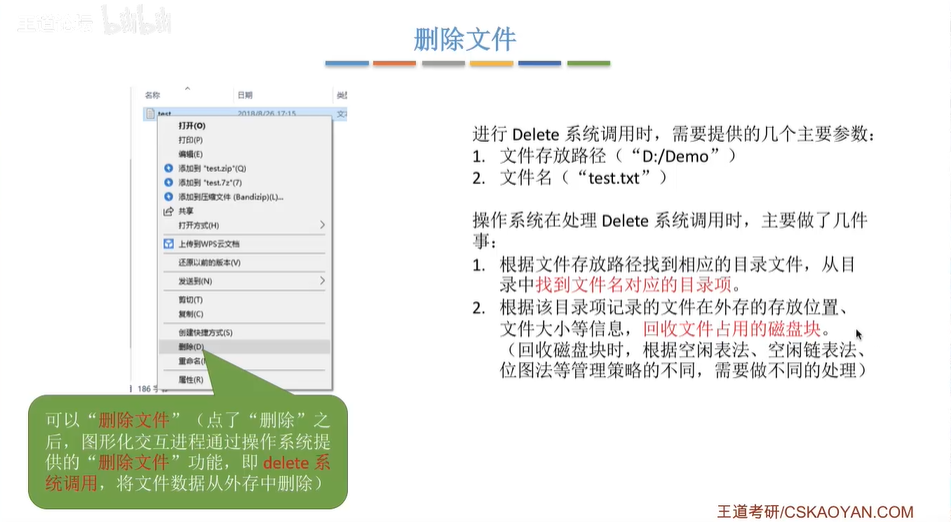 删除文件
名称
日期
test
2018/8/26 17:15
打开(O)
打印(P)
编辑(E)
添加到 "test.zip"(Q)
添加到 "test.7z"(7)
添加到压缩文件 (Bandizip)(L)...
共享
打开方式(H)
上传到WPS云文档
还原以前的版本(V)
发送到(N)
剪切(T)
复制(C)
创建快捷方式(S)
删除(D)
重命名(
属性(R)
186 字
可以“删除文件”(点了“删除”之
后,图形化交互进程通过操作系统提
供的“删除文件”功能,即 delete 系
统调用,将文件数据从外存中删除)
进行 Delete 系统调用时,需要提供的几个主要参数:
1. 文件存放路径(“D:/Demo”)
2. 文件名(“test.txt”)
操作系统在处理 Delete 系统调用时,主要做了几件
事:
1. 根据文件存放路径找到相应的目录文件,从目
录中找到文件名对应的目录项。
2. 根据该目录项记录的文件在外存的存放位置、
文件大小等信息,回收文件占用的磁盘块。
(回收磁盘块时,根据空闲表法、空闲链表法、
位图法等管理策略的不同,需要做不同的处理)
王道考研/CSKAOYAN.COM